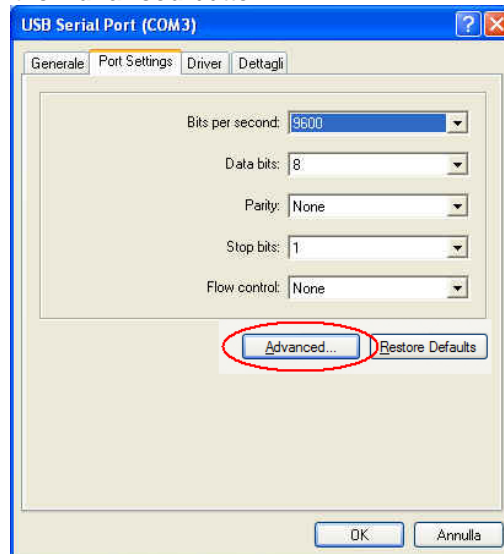 USB Serial Port (COM3)
Generale Port Settings Driver Dettagli
Bits per second: 9600
Data bits: 8
Parity: None
Stop bits: 1
Flow control: None
Advanced... Restore Defaults
OK Annulla